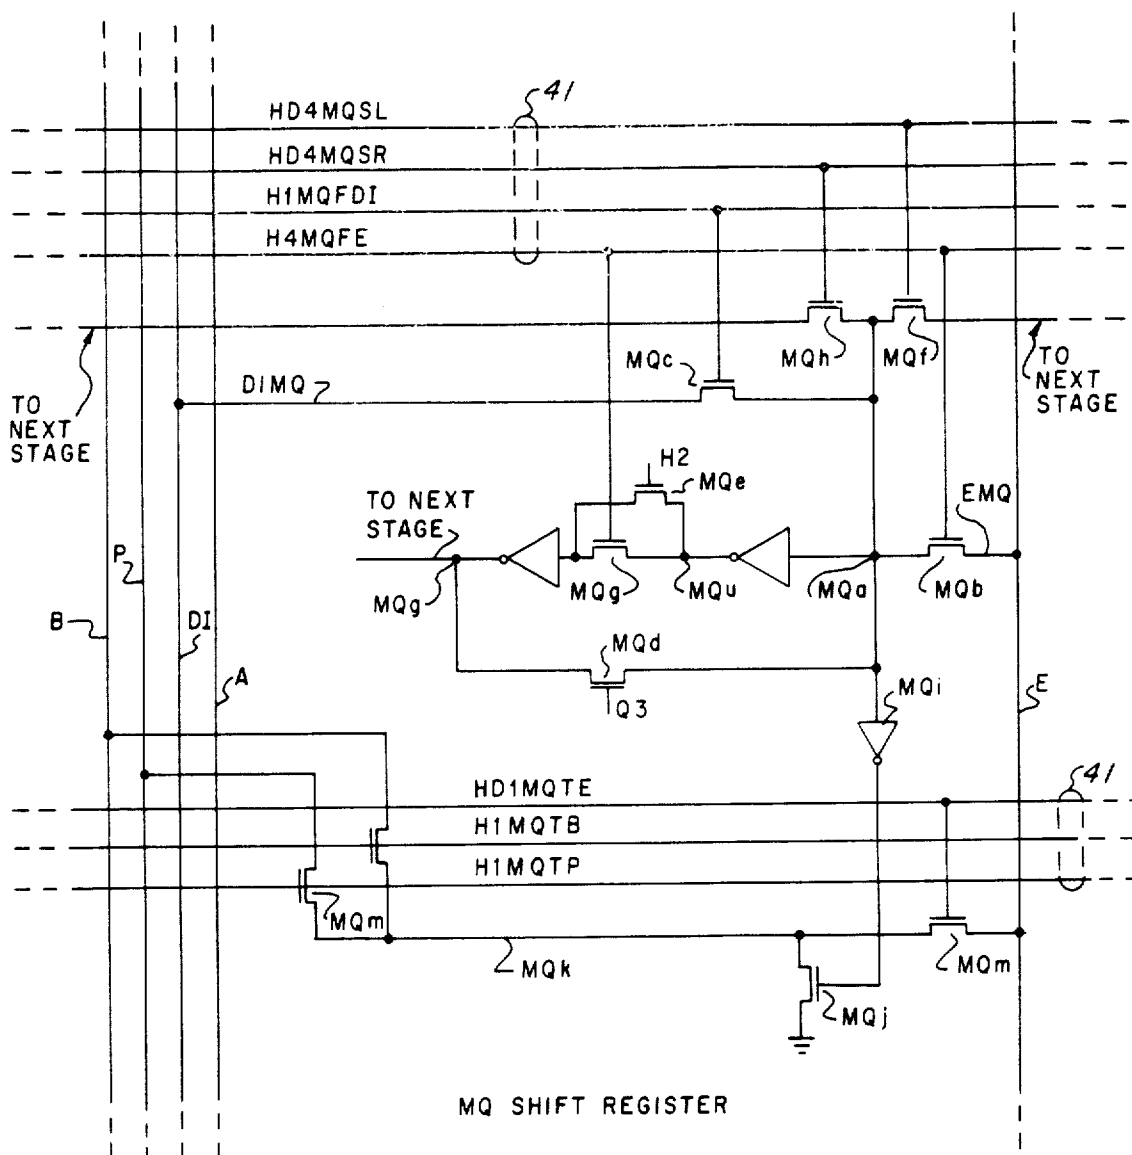 41
HD4MQSL
HD4MQSR
H1MQFDI
H4MQFE
MQc
MQh
MQf
DIMQ
TO
NEXT
STAGE
TO
NEXT
STAGE
H2
MQe
TO NEXT
STAGE
EMQ
P
MQg
MQg
MQu
MQa
MQb
B
DI
MQd
A
Q3
MQi
E
41
HD1MQTE
H1MQTB
H1MQTP
MQm
MQk
MQm
MQj
MQ SHIFT REGISTER